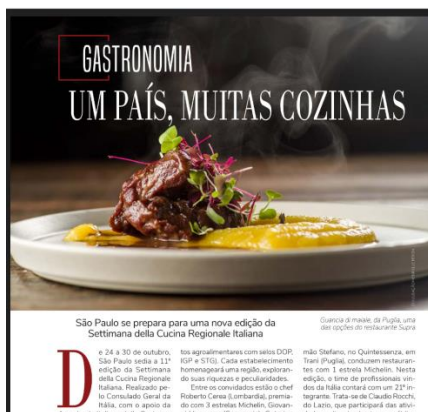 GASTRONOMIA
UM PAÍS, MUITAS COZINHAS
São Paulo se prepara para uma nova edição da
Settimana della Cucina Regionale Italiana
Guancia di maiale, da Puglia, uma
das opções do restaurante Supra
De 24 a 30 de outubro,
São Paulo sedia a 11ª
edição da Settimana
della Cucina Regionale
Italiana. Realizado pe-
lo Consulado Geral da
Itália, com o apoio da
tos agroalimentares com selos DOP,
IGP e STG). Cada estabelecimento
homenageará uma região, exploran-
do suas riquezas e peculiaridades.
Entre os convidados estão o chef
Roberto Cerea (Lombardia), premia-
do com 3 estrelas Michelin, Giovan-
mão Stefano, no Quintessenza, em
Trani (Puglia), conduzem restauran-
tes com 1 estrela Michelin. Nesta
edição, o time de profissionais vin-
dos da Itália contará com um 21º in-
tegrante. Trata-se de Claudio Rocchi,
do Lazio, que participará das ativi-